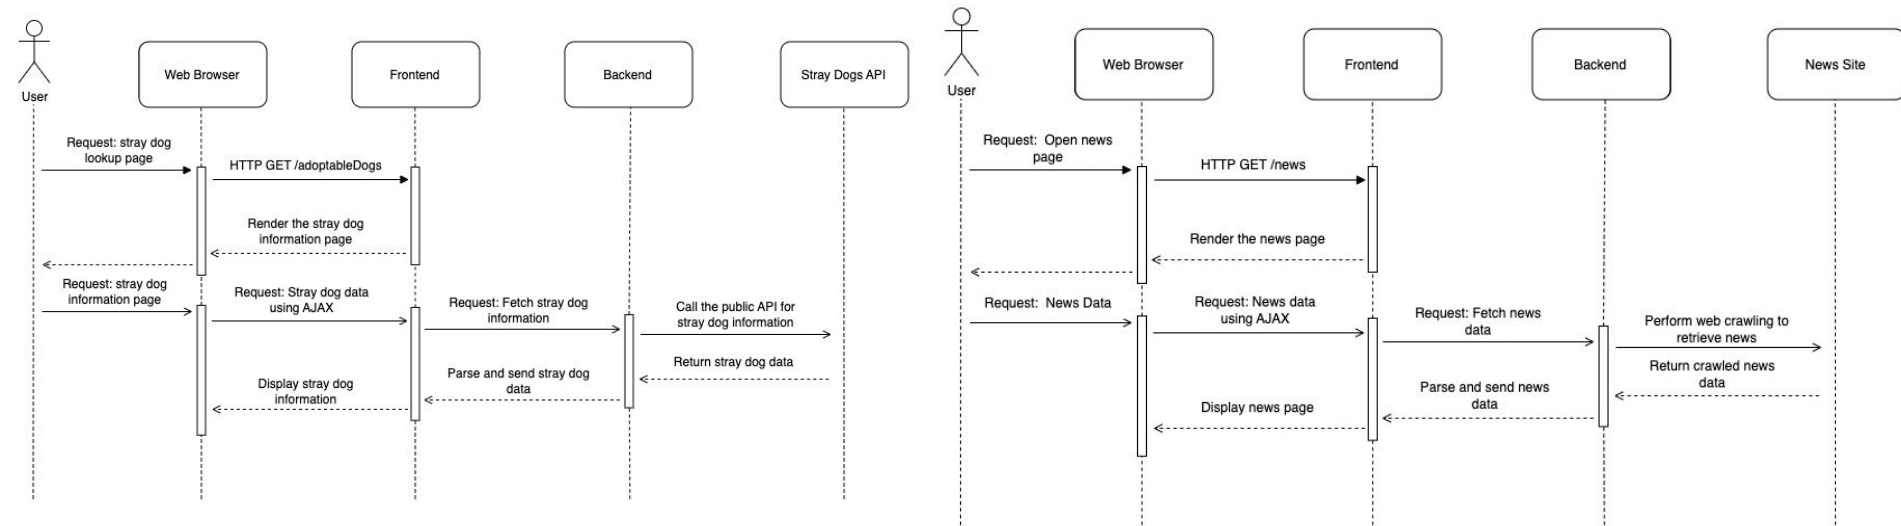 User
Web Browser
Frontend
Backend
Stray Dogs API
Request: stray dog
lookup page
HTTP GET /adoptableDogs
Render the stray dog
information page
Request: stray dog
information page
Request: Stray dog data
using AJAX
Request: Fetch stray dog
information
Call the public API for
stray dog information
Return stray dog data
Parse and send stray dog
data
Display stray dog
information
User
Web Browser
Frontend
Backend
News Site
Request:  Open news
page
HTTP GET /news
Render the news page
Request:  News Data
Request: News data
using AJAX
Request: Fetch news
data
Perform web crawling to
retrieve news
Return crawled news
data
Parse and send news
data
Display news page